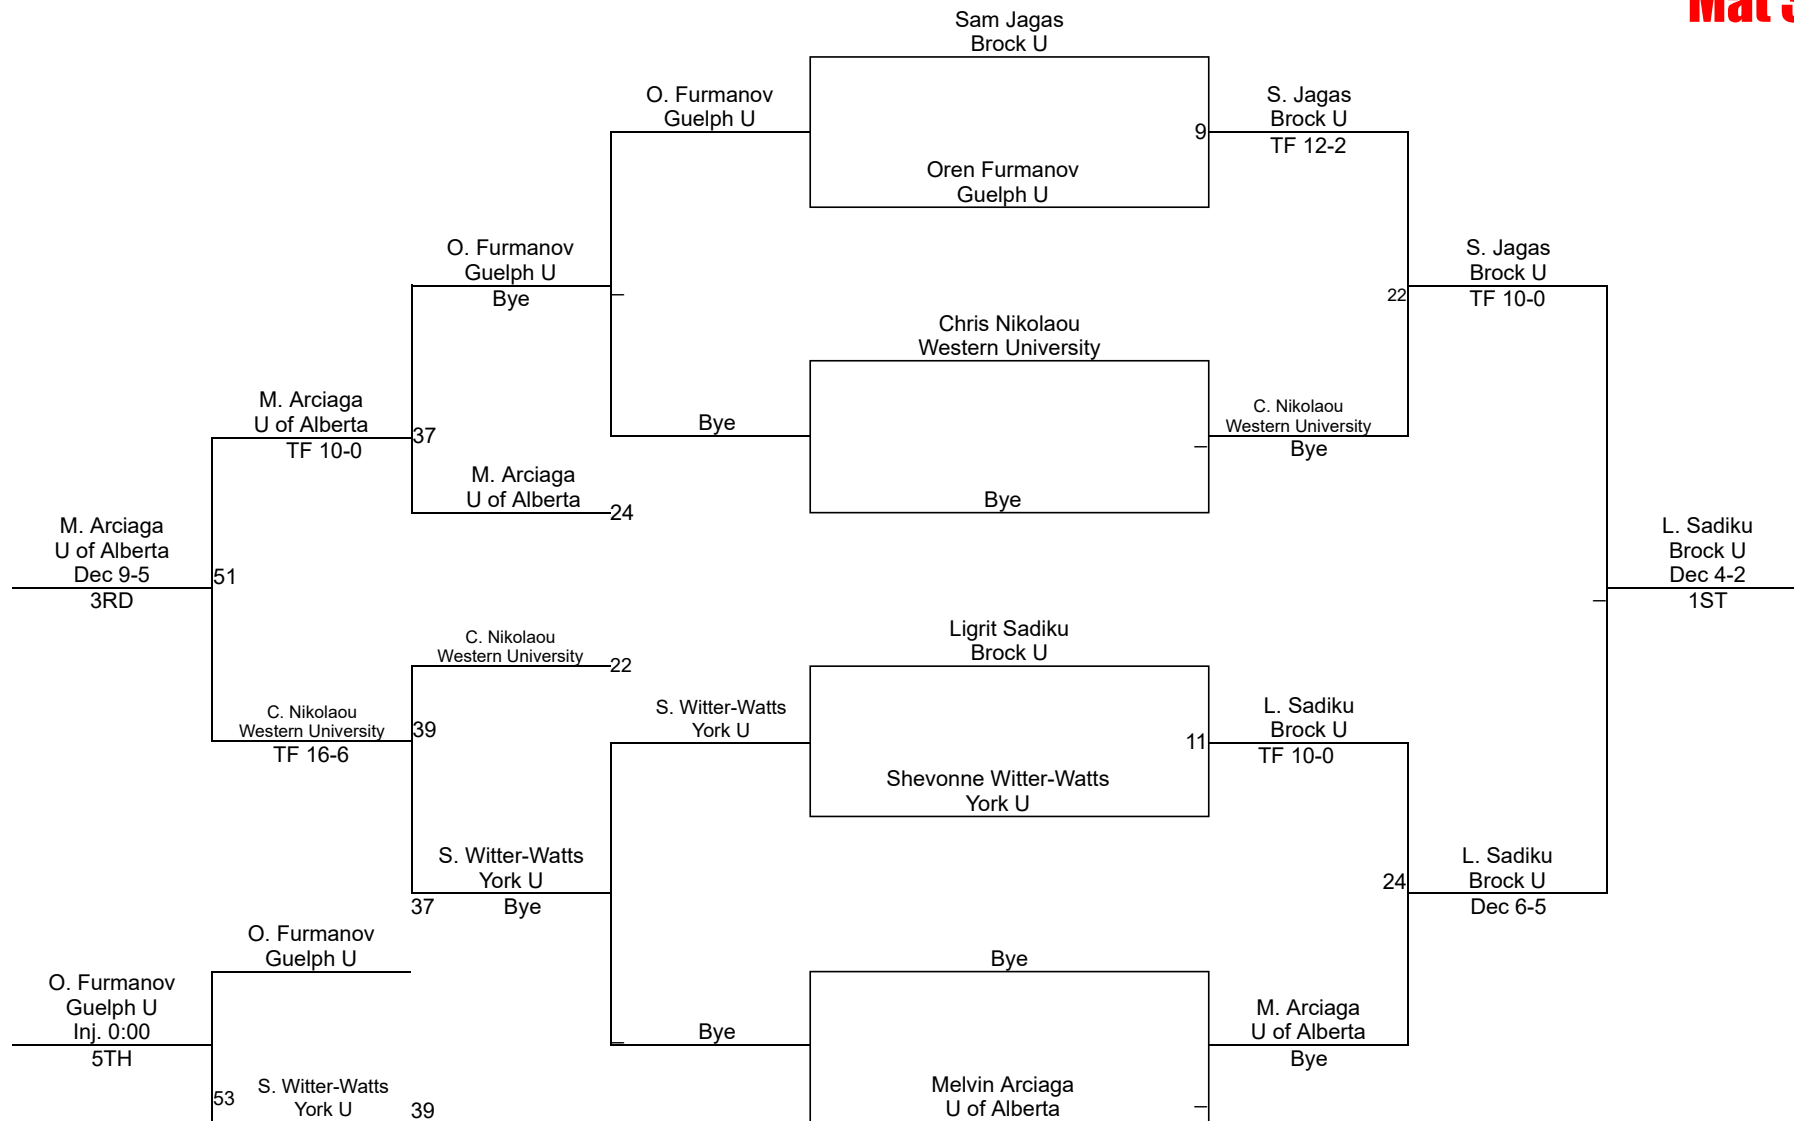 Mat 3
Sam Jagas
Brock U
O. Furmanov
Guelph U
S. Jagas
Brock U
9
TF 12-2
Oren Furmanov
Guelph U
O. Furmanov
Guelph U
Bye
S. Jagas
Brock U
22
TF 10-0
Chris Nikolaou
Western University
M. Arciaga
U of Alberta
37
TF 10-0
Bye
C. Nikolaou
Western University
Bye
M. Arciaga
U of Alberta
24
Bye
M. Arciaga
U of Alberta
Dec 9-5
3RD
51
L. Sadiku
Brock U
Dec 4-2
1ST
C. Nikolaou
Western University
22
Ligrit Sadiku
Brock U
C. Nikolaou
Western University
39
TF 16-6
S. Witter-Watts
York U
11
L. Sadiku
Brock U
TF 10-0
Shevonne Witter-Watts
York U
S. Witter-Watts
York U
37
Bye
24
L. Sadiku
Brock U
Dec 6-5
O. Furmanov
Guelph U
Bye
O. Furmanov
Guelph U
Inj. 0:00
5TH
Bye
M. Arciaga
U of Alberta
Bye
53
S. Witter-Watts
York U
39
Melvin Arciaga
U of Alberta